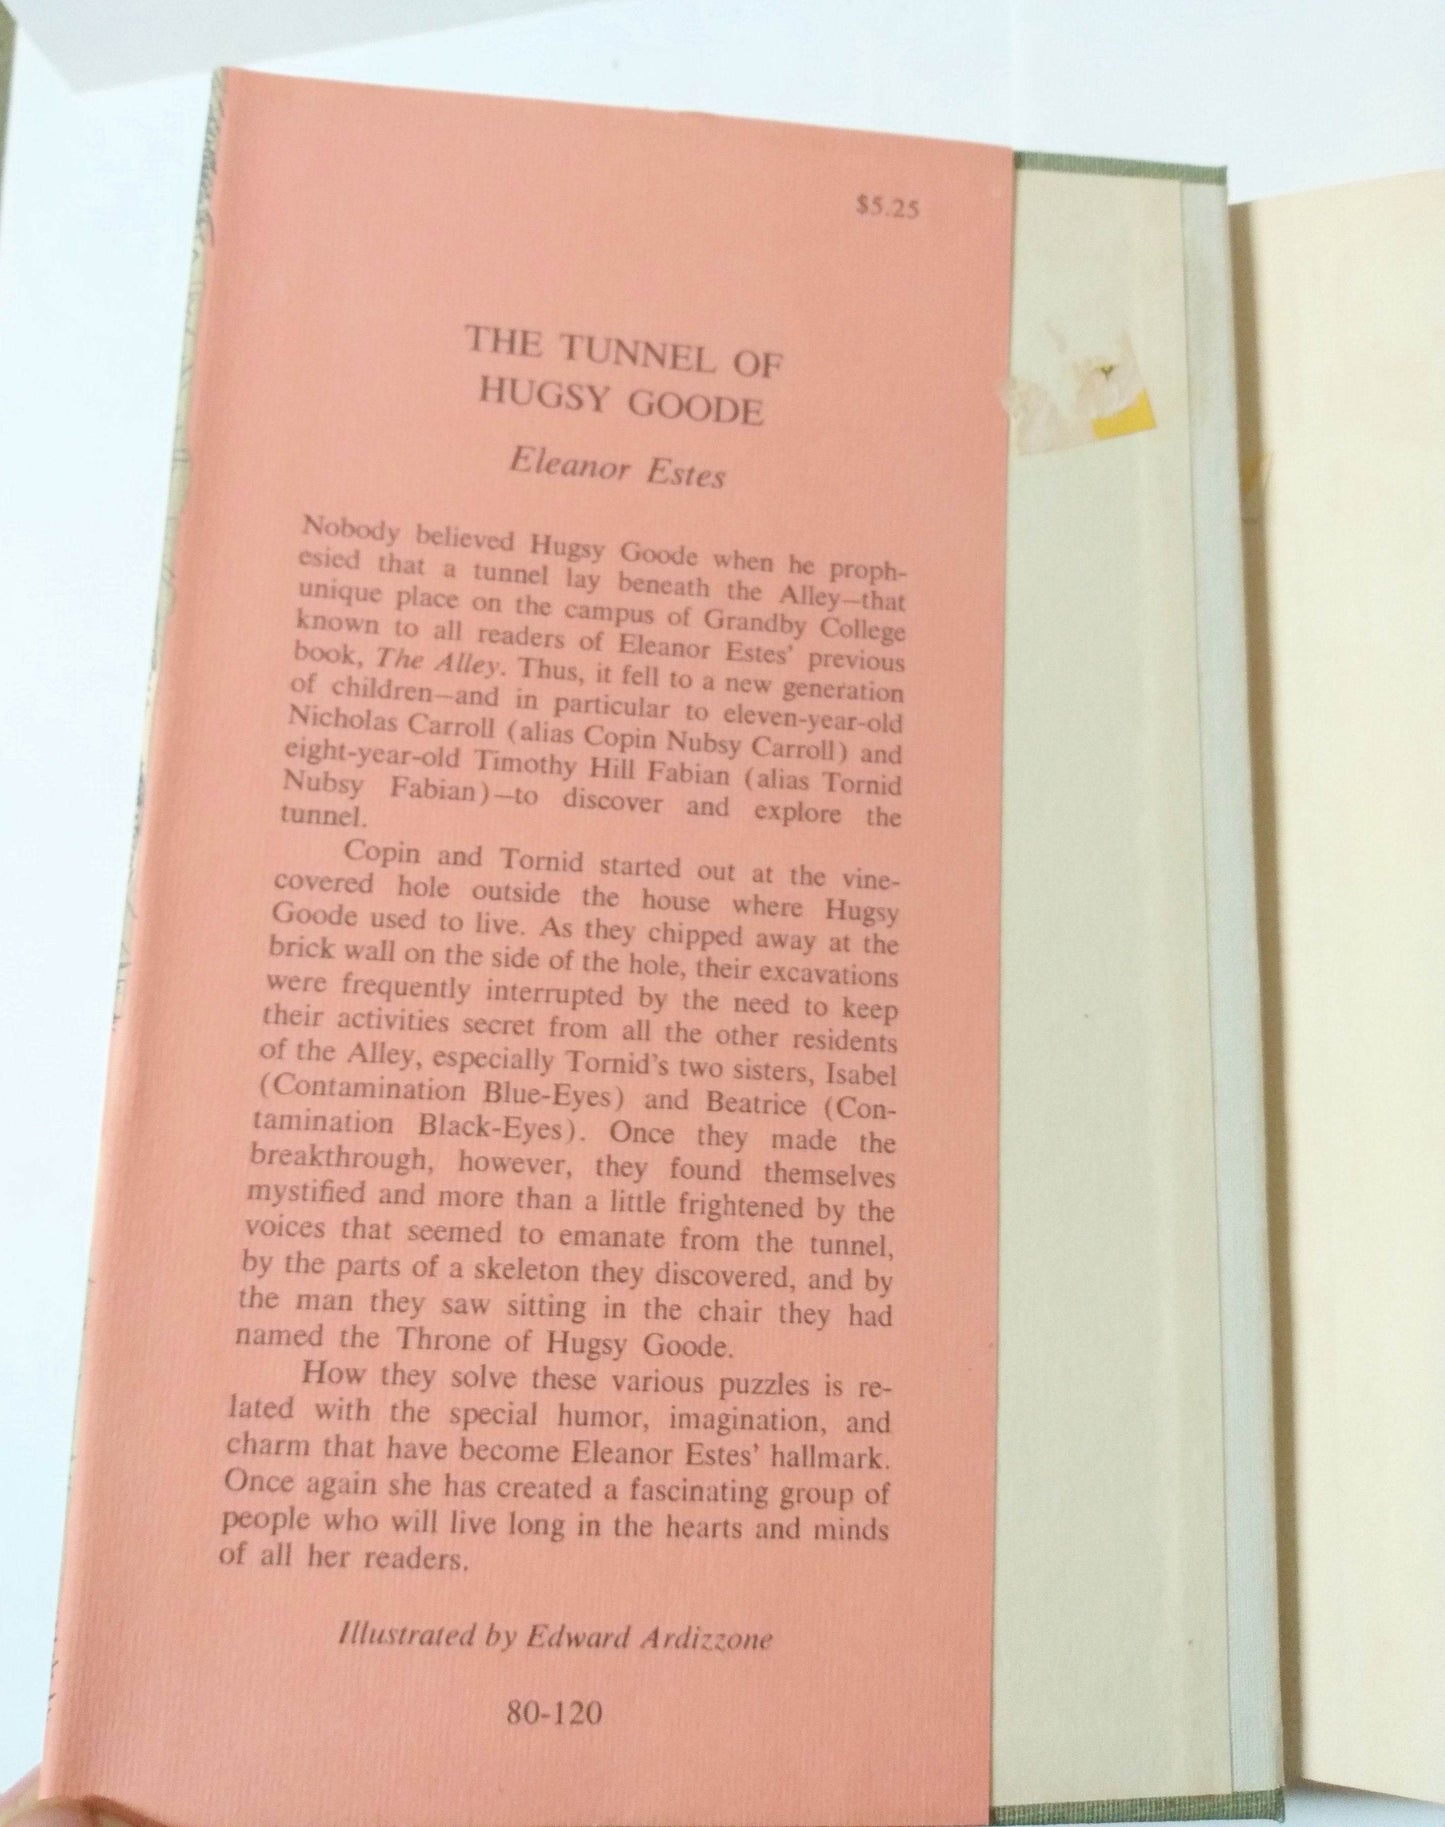 $5.25
THE TUNNEL OF
HUGSY GOODE
Eleanor Estes
Nobody believed Hugsy Goode when he proph-
esied that a tunnel lay beneath the Alley—that
unique place on the campus of Grandby College
known to all readers of Eleanor Estes' previous
book, The Alley. Thus, it fell to a new generation
of children—and in particular to eleven-year-old
Nicholas Carroll (alias Copin Nubsy Carroll) and
eight-year-old Timothy Hill Fabian (alias Tornid
Nubsy Fabian)—to discover and explore the
tunnel.
Copin and Tornid started out at the vine-
covered hole outside the house where Hugsy
Goode used to live. As they chipped away at the
brick wall on the side of the hole, their excavations
were frequently interrupted by the need to keep
their activities secret from all the other residents
of the Alley, especially Tornid's two sisters, Isabel
(Contamination Blue-Eyes) and Beatrice (Con-
tamination Black-Eyes). Once they made the
breakthrough, however, they found themselves
mystified and more than a little frightened by the
voices that seemed to emanate from the tunnel,
by the parts of a skeleton they discovered, and by
the man they saw sitting in the chair they had
named the Throne of Hugsy Goode.
How they solve these various puzzles is re-
lated with the special humor, imagination, and
charm that have become Eleanor Estes' hallmark.
Once again she has created a fascinating group of
people who will live long in the hearts and minds
of all her readers.
Illustrated by Edward Ardizzone
80-120